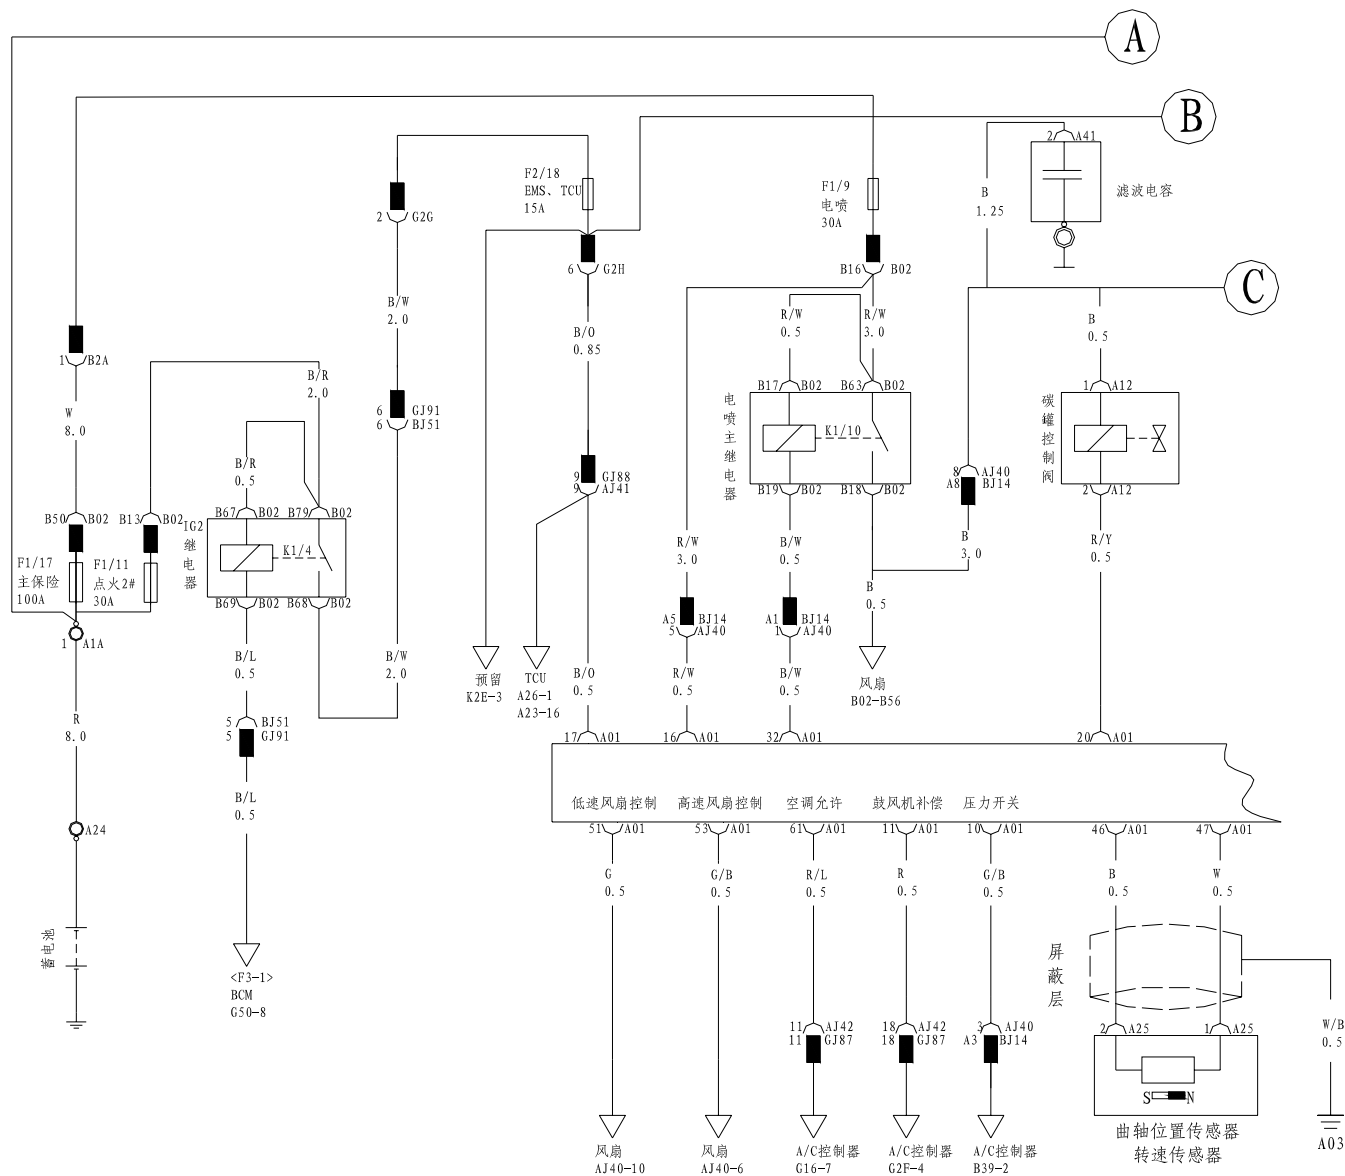 A
B
2 A41
滤波电容
B
1.25
F2/18
EMS、TCU
15A
F1/9
电喷
30A
2 G2G
6 G2H
B16 B02
C
B/W
2.0
B/O
0.85
R/W
0.5
R/W
3.0
B
0.5
1 B2A
B/R
2.0
6 GJ91
6 BJ51
W
8.0
B17 B02
B63 B02
1 A12
电喷主继电器
K1/10
碳罐控制阀
B/R
0.5
9 GJ88
9 AJ41
8 AJ40
A8 BJ14
B19 B02
B18 B02
2 A12
B50 B02
B13 B02
B67 B02
B79 B02
IG2
继电器
K1/4
F1/17
主保险
100A
F1/11
点火2#
30A
B69 B02
B68 B02
R/W
3.0
B/W
0.5
B
3.0
R/Y
0.5
B
0.5
A5 BJ14
5 AJ40
A1 BJ14
1 AJ40
1 A1A
B/L
0.5
B/W
2.0
预留
K2E-3
TCU
A26-1
A23-16
B/O
0.5
R/W
0.5
B/W
0.5
风扇
B02-B56
R
8.0
5 BJ51
5 GJ91
17 A01
16 A01
32 A01
20 A01
B/L
0.5
低速风扇控制
高速风扇控制
空调允许
鼓风机补偿
压力开关
A24
51 A01
53 A01
61 A01
11 A01
10 A01
46 A01
47 A01
G
0.5
G/B
0.5
R/L
0.5
R
0.5
G/B
0.5
B
0.5
W
0.5
蓄电池
<F3-1>
BCM
G50-8
屏蔽层
11 AJ42
11 GJ87
18 AJ42
18 GJ87
3 AJ40
A3 BJ14
2 A25
1 A25
W/B
0.5
S N
曲轴位置传感器
转速传感器
A03
风扇
AJ40-10
风扇
AJ40-6
A/C控制器
G16-7
A/C控制器
G2F-4
A/C控制器
B39-2